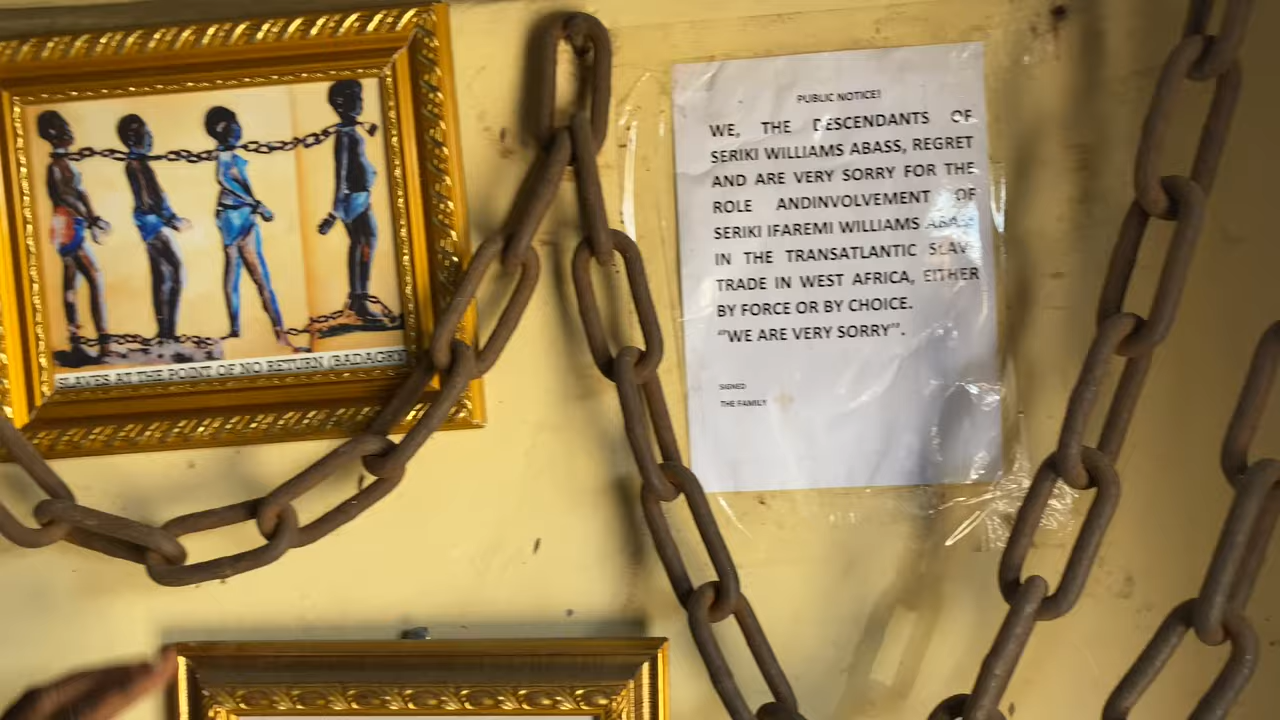 SLAVES AT THE POINT OF NO RETURN (BADAGRY
PUBLIC NOTICE!
WE, THE DESCENDANTS OF
SERIKI WILLIAMS ABASS, REGRET
AND ARE VERY SORRY FOR THE
ROLE ANDINVOLVEMENT OF
SERIKI IFAREMI WILLIAMS ABASS
IN THE TRANSATLANTIC SLAVE
TRADE IN WEST AFRICA, EITHER
BY FORCE OR BY CHOICE.
"WE ARE VERY SORRY".
SIGNED
THE FAMILY